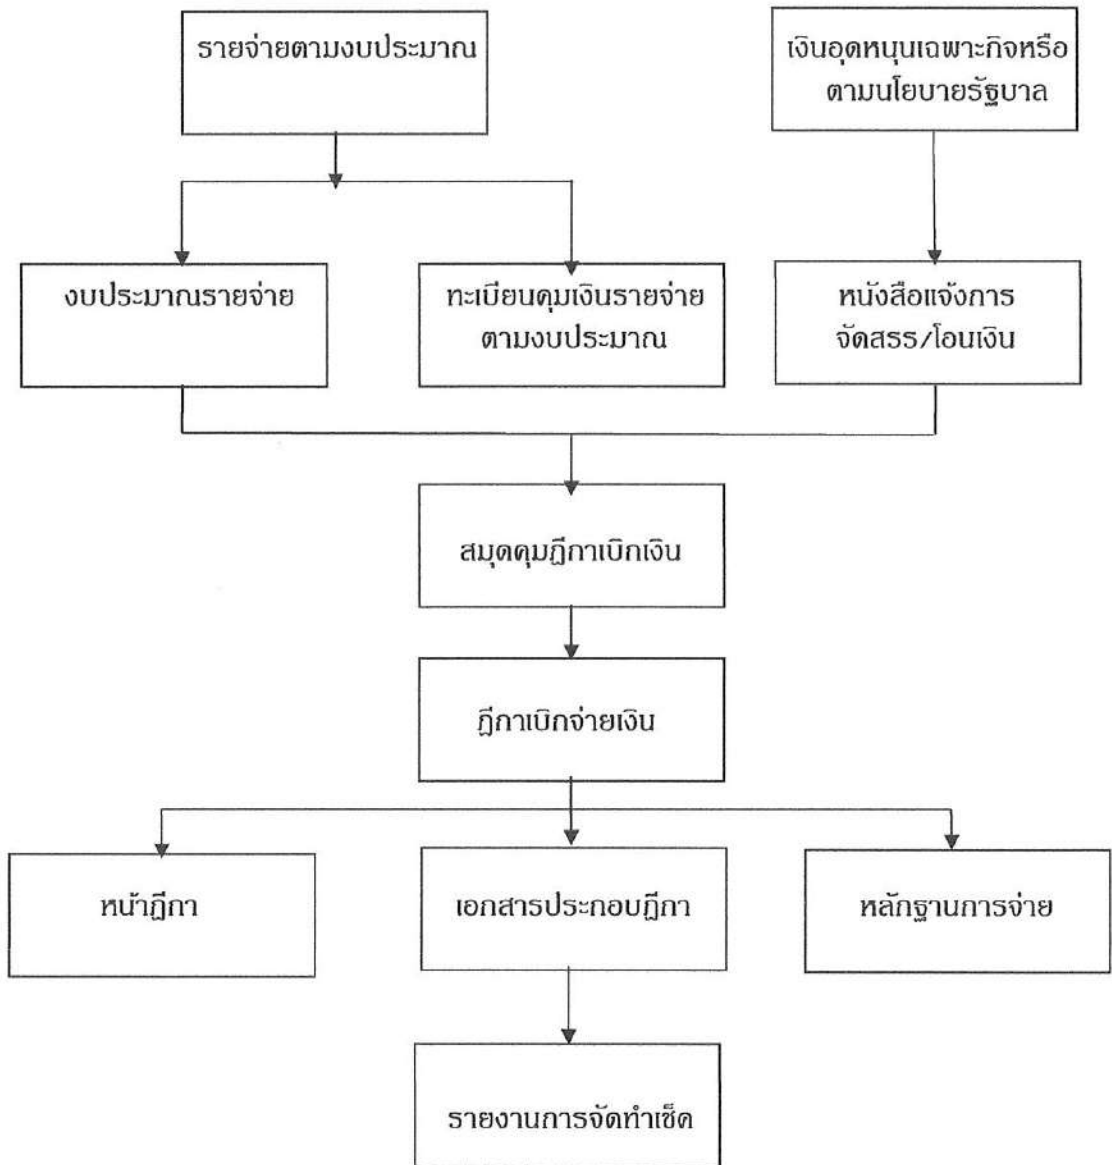 รายจ่ายตามงบประมาณ
เงินอุดหนุนเฉพาะกิจหรือ
ตามนโยบายรัฐบาล
งบประมาณรายจ่าย
ทะเบียนคุมเงินรายจ่าย
ตามงบประมาณ
หนังสือแจ้งการ
จัดสรร/โอนเงิน
สมุดคุมฎีกาเบิกเงิน
ฎีกาเบิกจ่ายเงิน
หน้าฎีกา
เอกสารประกอบฎีกา
หลักฐานการจ่าย
รายงานการจัดทำเช็ค